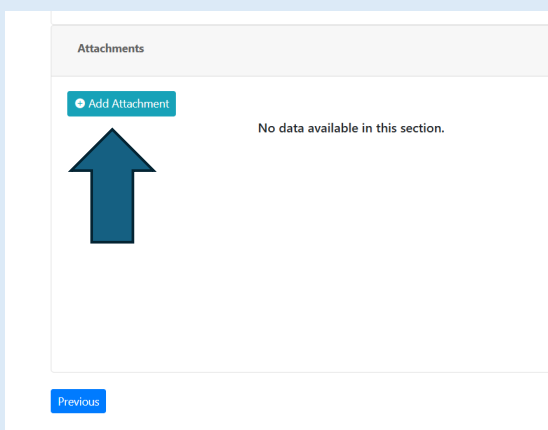 Attachments
Add Attachment
No data available in this section.
Previous